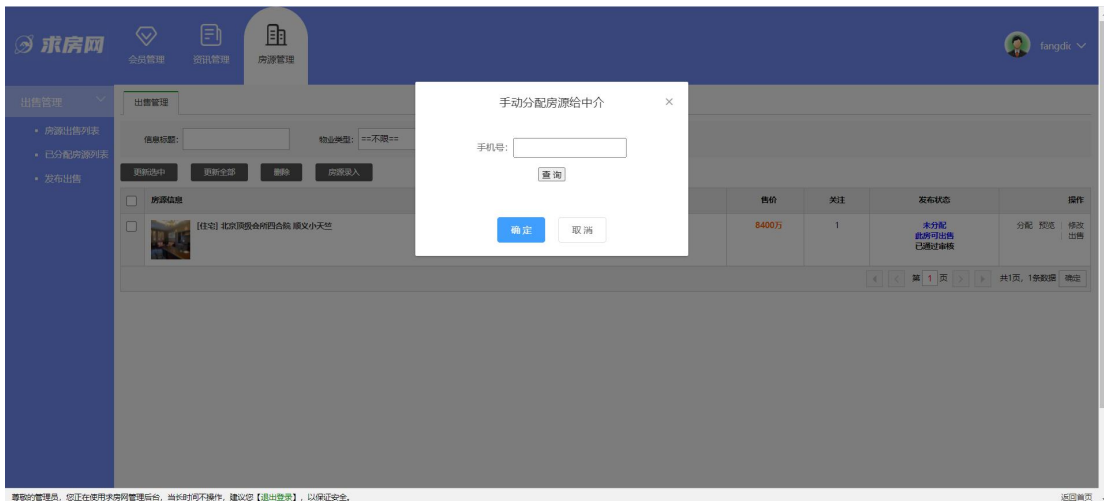 求房网
会员管理
资讯管理
房源管理
fangdic
出售管理
房源出售列表
已分配房源列表
发布出售
出售管理
信息标题:
物业类型: ==不限==
更新选中 更新全部 删除 房源录入
手动分配房源给中介 ×
手机号:
查询
确定 取消
房源信息 售价 关注 发布状态 操作
[住宅] 北京顶级会所四合院 顺义小天竺 8400万 1 未分配 分配 预览 修改
此房可出售 出售
已通过审核
第 1 页 共1页, 1条数据 确定
尊敬的管理员, 您正在使用求房网管理后台, 当长时间不操作, 建议您【退出登录】, 以保证安全。 返回首页